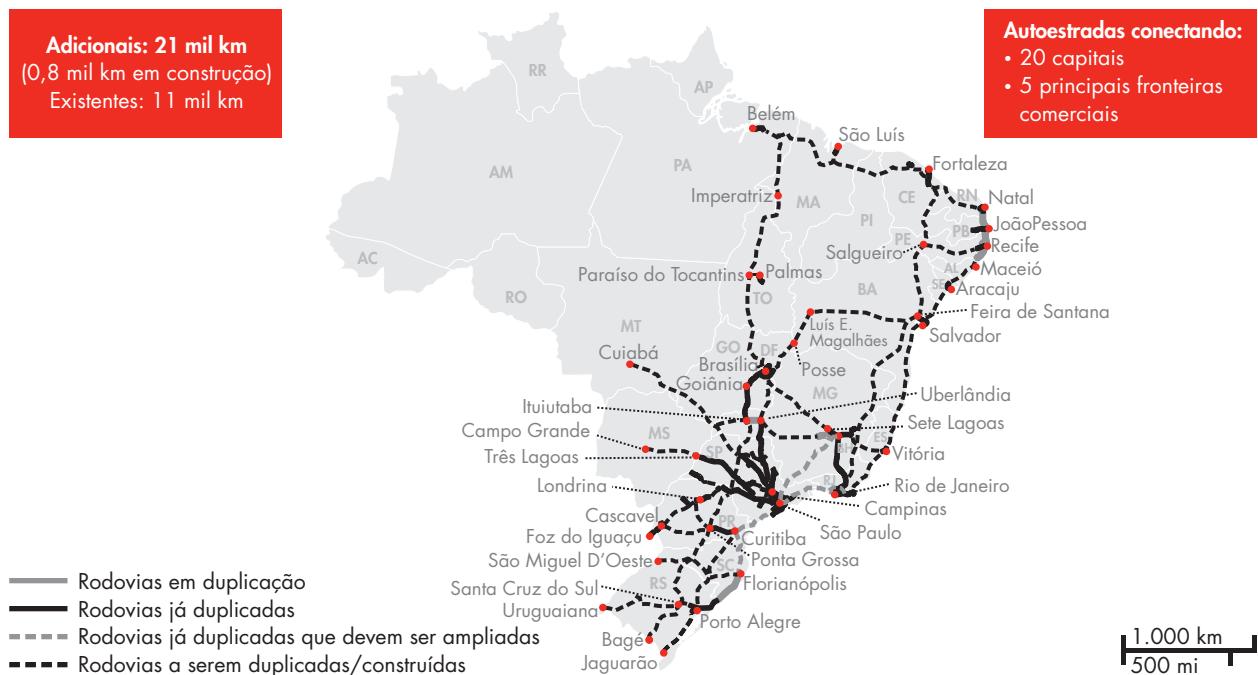 Adicionais: 21 mil km
(0,8 mil km em construção)
Existentes: 11 mil km
Autoestradas conectando:
• 20 capitais
• 5 principais fronteiras
comerciais
RR
AP
Belém
São Luís
Fortaleza
AM
PA
Imperatriz
MA
CE
RN
Natal
PI
PB
JoãoPessoa
PE
Recife
Salgueiro
AC
AL
Maceió
Paraíso do Tocantins
Palmas
SE
Aracaju
RO
TO
BA
Feira de Santana
MT
Luís E.
Magalhães
Salvador
Cuiabá
GO
DF
Brasília
Posse
Goiânia
MG
Uberlândia
Ituiutaba
Sete Lagoas
Campo Grande
MS
SP
BH
ES
Vitória
Três Lagoas
Londrina
RJ
Rio de Janeiro
Campinas
Cascavel
PR
São Paulo
Foz do Iguaçu
Curitiba
São Miguel D'Oeste
Ponta Grossa
SC
Florianópolis
Rodovias em duplicação
RS
Santa Cruz do Sul
Rodovias já duplicadas
Uruguaiana
Porto Alegre
Rodovias já duplicadas que devem ser ampliadas
Bagé
Rodovias a serem duplicadas/construídas
Jaguarão
1.000 km
500 mi